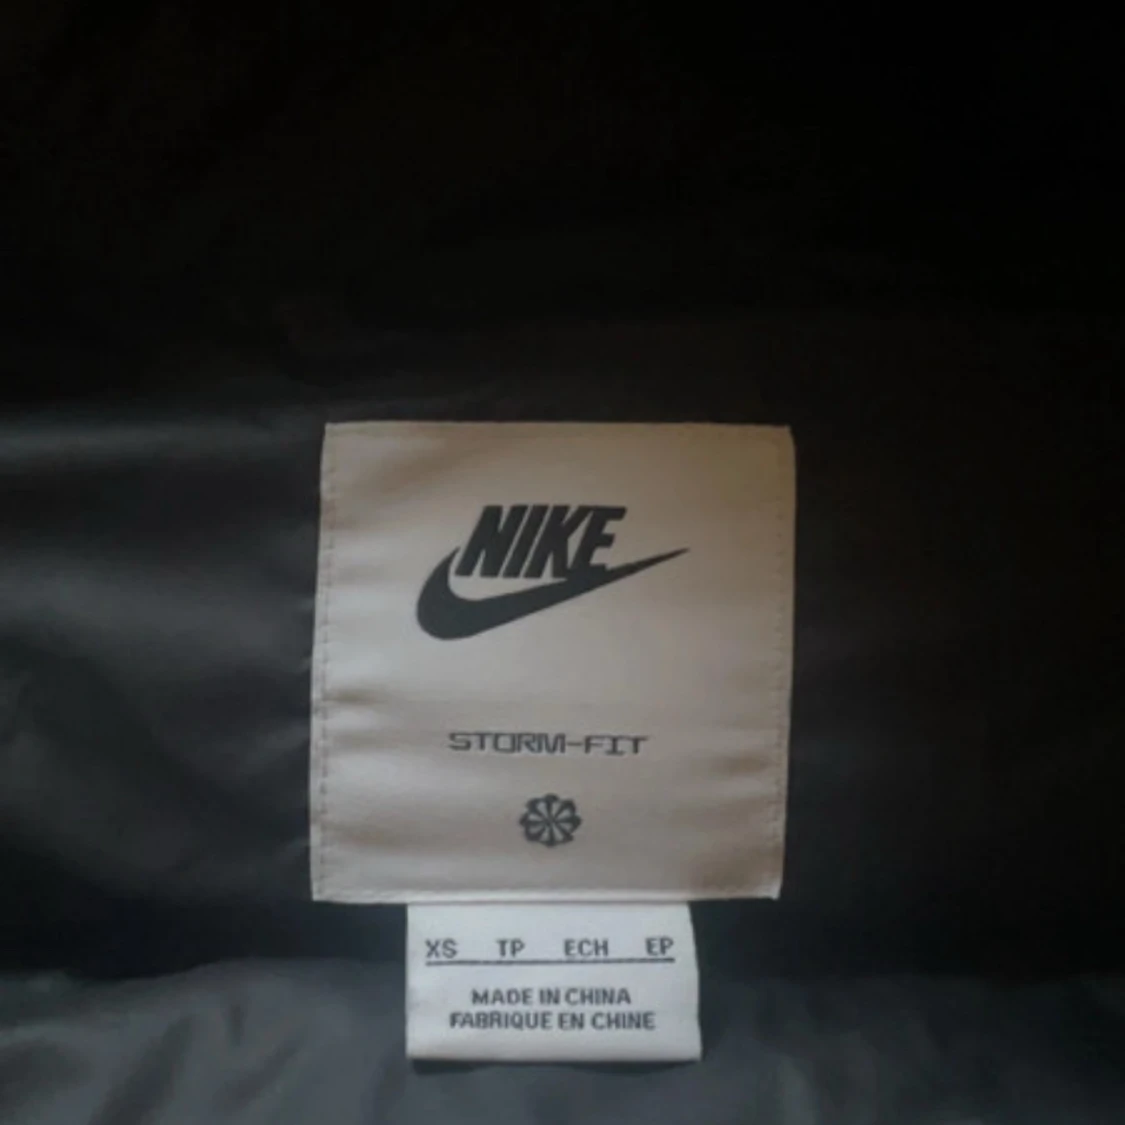 NIKE
STORM-FIT
XS TP ECH EP
MADE IN CHINA
FABRIQUE EN CHINE